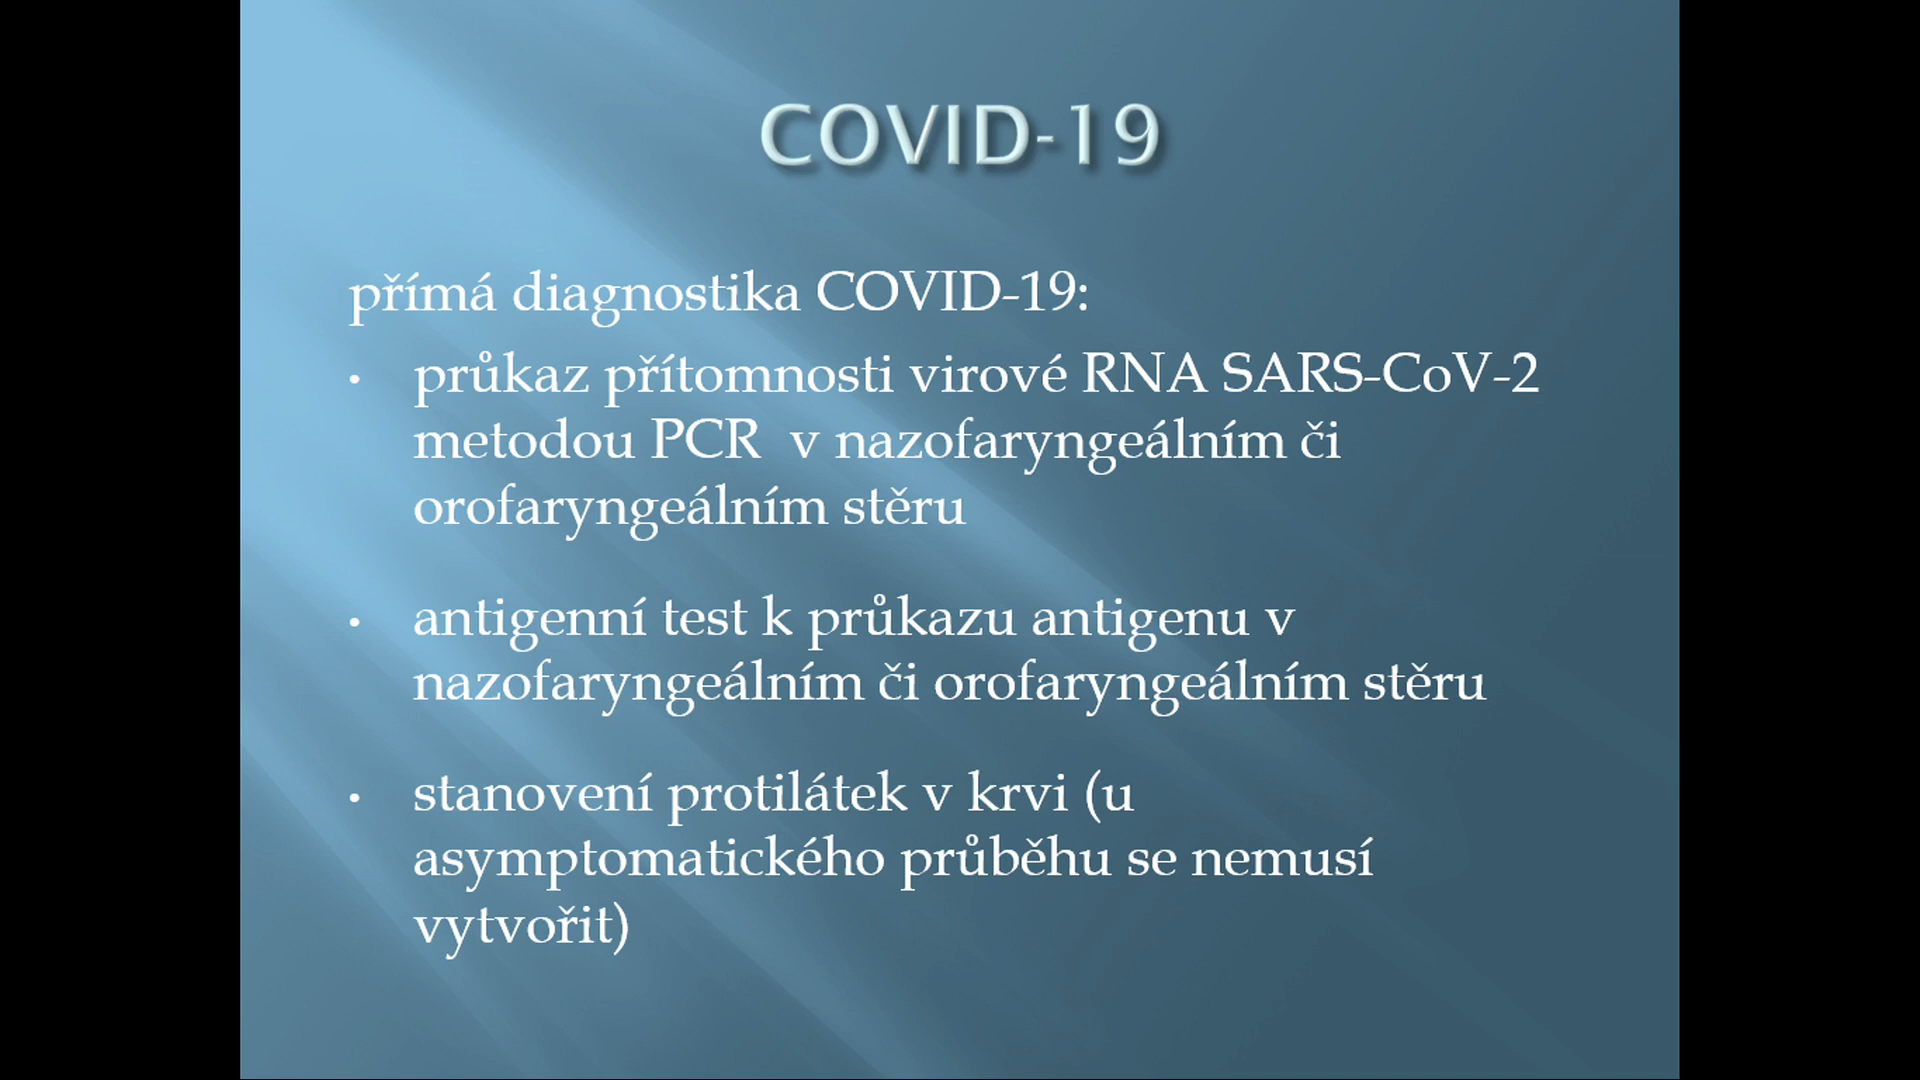 COVID-19
přímá diagnostika COVID-19:
• průkaz přítomnosti virové RNA SARS-CoV-2
metodou PCR  v nazofaryngeálním či
orofaryngeálním stěru
• antigenní test k průkazu antigenu v
nazofaryngeálním či orofaryngeálním stěru
• stanovení protilátek v krvi (u
asymptomatického průběhu se nemusí
vytvořit)